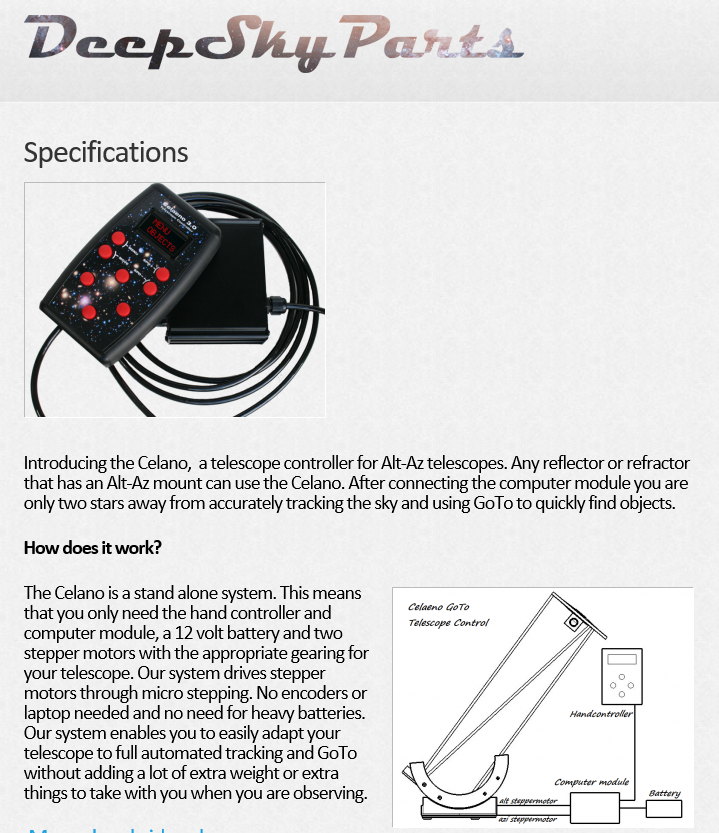 DeepSkyParts
Specifications
Celaeno 3.0
MENU
OBJECTS
Introducing the Celano,  a telescope controller for Alt-Az telescopes. Any reflector or refractor
that has an Alt-Az mount can use the Celano. After connecting the computer module you are
only two stars away from accurately tracking the sky and using GoTo to quickly find objects.
How does it work?
The Celano is a stand alone system. This means
that you only need the hand controller and
computer module, a 12 volt battery and two
stepper motors with the appropriate gearing for
your telescope. Our system drives stepper
motors through micro stepping. No encoders or
laptop needed and no need for heavy batteries.
Our system enables you to easily adapt your
telescope to full automated tracking and GoTo
without adding a lot of extra weight or extra
things to take with you when you are observing.
Celaeno GoTo
Telescope Control
Handcontroller
Computer module
Battery
alt steppermotor
azi steppermotor